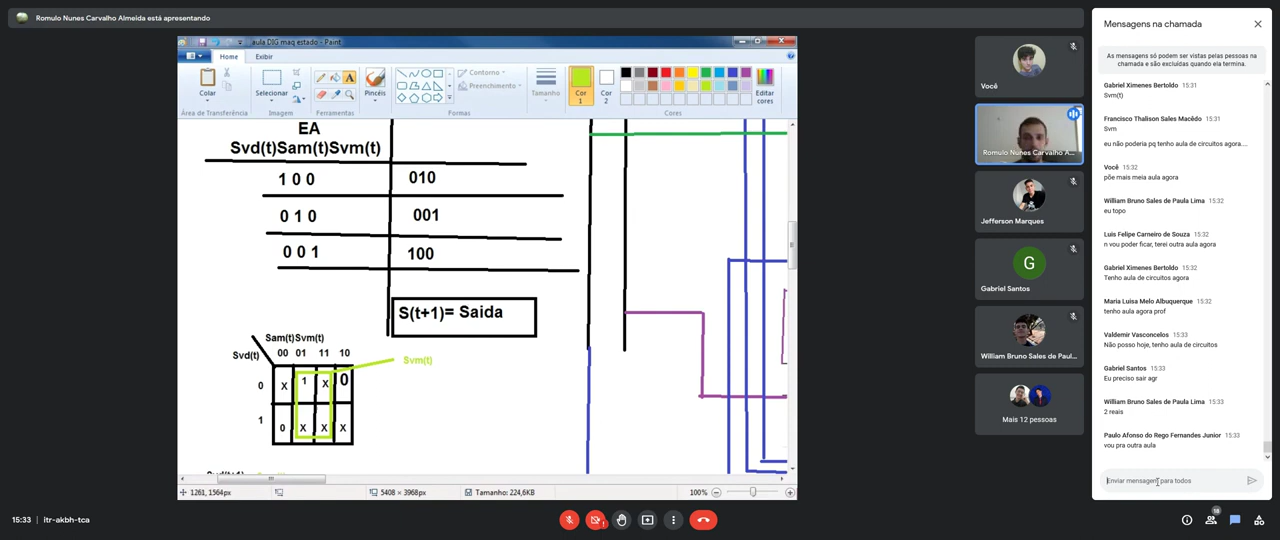 Romulo Nunes Carvalho Almeida está apresentando
aula DIG maq estado - Paint
Home Exibir
Colar
Selecionar
Pincéis
Contorno
Preenchimento
Tamanho
Cor
1
Cor
2
Editar
cores
Área de Transferência
Imagem
Ferramentas
Formas
Cores
EA
Svd(t)Sam(t)Svm(t)
1 0 0 010
0 1 0 001
0 0 1 100
S(t+1)= Saida
Sam(t)Svm(t)
Svd(t) 00 01 11 10
Svm(t)
0 X 1 X 0
1 0 X X X
1261, 1564px
5408 × 3968px
Tamanho: 224,6KB
100%
Você
Romulo Nunes Carvalho A...
Jefferson Marques
G
Gabriel Santos
William Bruno Sales de Paul...
Mais 12 pessoas
Mensagens na chamada
As mensagens só podem ser vistas pelas pessoas na
chamada e são excluídas quando ela termina.
Gabriel Ximenes Bertoldo 15:31
Svm(t)
Francisco Thalison Sales Macêdo 15:31
Svm
eu não poderia pq tenho aula de circuitos agora....
Você 15:32
põe mais meia aula agora
William Bruno Sales de Paula Lima 15:32
eu topo
Luis Felipe Carneiro de Souza 15:32
n vou poder ficar, terei outra aula agora
Gabriel Ximenes Bertoldo 15:32
Tenho aula de circuitos agora
Maria Luisa Melo Albuquerque 15:32
tenho aula agora prof
Valdemir Vasconcelos 15:33
Não posso hoje, tenho aula de circuitos
Gabriel Santos 15:33
Eu preciso sair agr
William Bruno Sales de Paula Lima 15:33
2 reais
Paulo Afonso do Rego Fernandes Junior 15:33
vou pra outra aula
Enviar mensagem para todos
15:33 | itr-akbh-tca
18